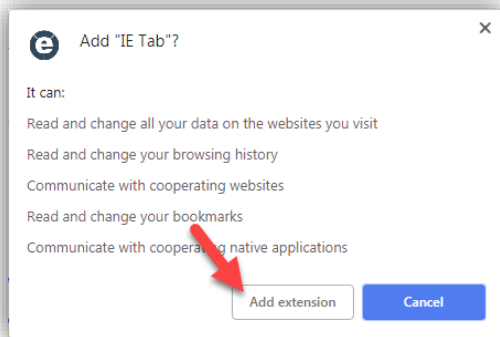 Add "IE Tab"?
It can:
Read and change all your data on the websites you visit
Read and change your browsing history
Communicate with cooperating websites
Read and change your bookmarks
Communicate with cooperating native applications
Add extension
Cancel